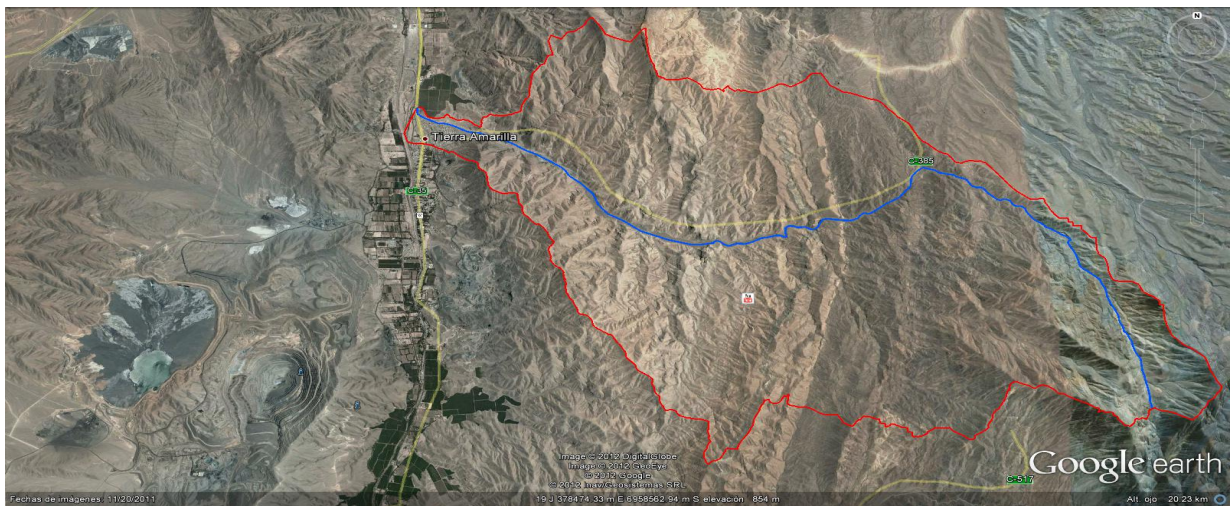 N
Tierra Amarilla
C-385
C-35
Image © 2012 DigitalGlobe
Image © 2012 GeoEye
© 2012 Google
© 2012 Inav/Geosistemas SRL
Google earth
C-517
Fechas de imágenes: 11/20/2011
19 J 378474.33 m E 6958562.94 m S elevación 854 m
Alt. ojo 20.23 km